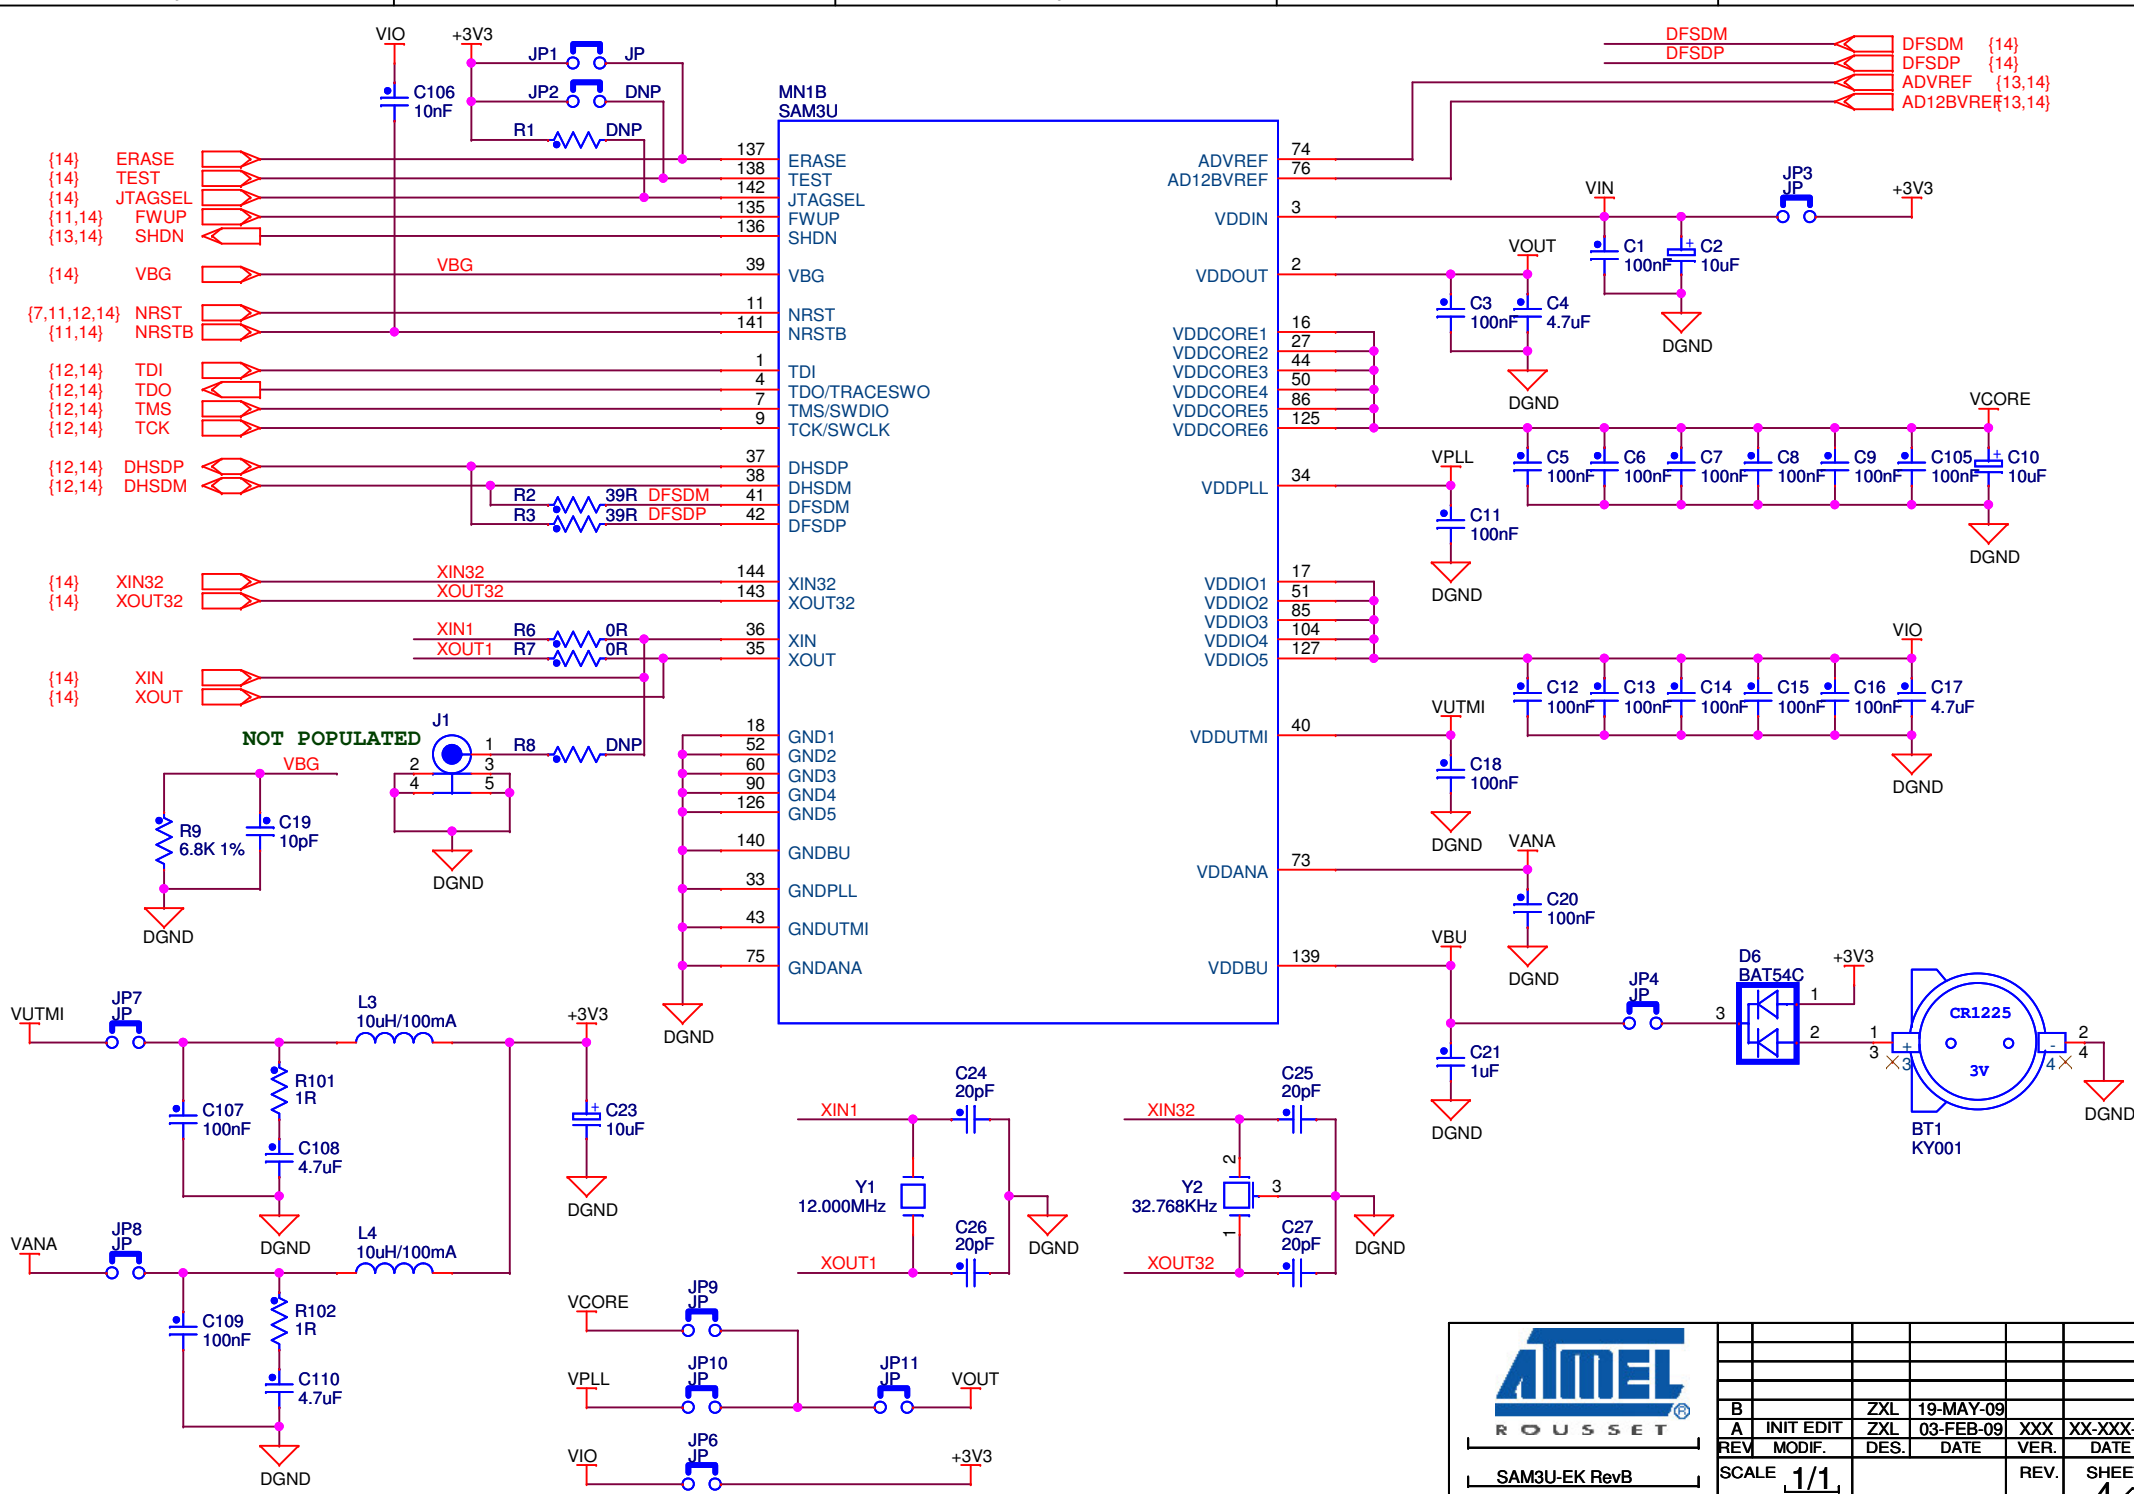 VIO
+3V3
JP1
JP
JP2
DNP
R1
DNP
C106
10nF
MN1B
SAM3U
{14} ERASE 137 ERASE
{14} TEST 138 TEST
{14} JTAGSEL 142 JTAGSEL
{11,14} FWUP 135 FWUP
{13,14} SHDN 136 SHDN
{14} VBG VBG 39 VBG
{7,11,12,14} NRST 11 NRST
{11,14} NRSTB 141 NRSTB
{12,14} TDI 1 TDI
{12,14} TDO 4 TDO/TRACESWO
{12,14} TMS 7 TMS/SWDIO
{12,14} TCK 9 TCK/SWCLK
{12,14} DHSDP 37 DHSDP
{12,14} DHSDM 38 DHSDM
R2 39R DFSDM 41 DFSDM
R3 39R DFSDP 42 DFSDP
{14} XIN32 XIN32 144 XIN32
{14} XOUT32 XOUT32 143 XOUT32
XIN1 R6 0R 36 XIN
XOUT1 R7 0R 35 XOUT
{14} XIN
{14} XOUT
18 GND1
52 GND2
60 GND3
90 GND4
126 GND5
140 GNDBU
33 GNDPLL
43 GNDUTMI
75 GNDANA
DGND
NOT POPULATED
J1
1 R8 DNP
2 3
4 5
DGND
VBG
R9
6.8K 1%
C19
10pF
DGND
DFSDM DFSDM {14}
DFSDP DFSDP {14}
ADVREF {13,14}
AD12BVREF{13,14}
ADVREF 74
AD12BVREF 76
VDDIN 3
VIN
JP3
JP
+3V3
C1
100nF
C2
10uF
DGND
VDDOUT 2
VOUT
C3
100nF
C4
4.7uF
DGND
VDDCORE1 16
VDDCORE2 27
VDDCORE3 44
VDDCORE4 50
VDDCORE5 86
VDDCORE6 125
VCORE
C5
100nF
C6
100nF
C7
100nF
C8
100nF
C9
100nF
C105
100nF
C10
10uF
DGND
VDDPLL 34
VPLL
C11
100nF
DGND
VDDIO1 17
VDDIO2 51
VDDIO3 85
VDDIO4 104
VDDIO5 127
VIO
C12
100nF
C13
100nF
C14
100nF
C15
100nF
C16
100nF
C17
4.7uF
DGND
VDDUTMI 40
VUTMI
C18
100nF
DGND
VDDANA 73
VANA
C20
100nF
DGND
VDDBU 139
VBU
C21
1uF
DGND
JP4
JP
D6
BAT54C
3
1
2
+3V3
1
3
+
3
CR1225
3V
-
4
2
4
BT1
KY001
DGND
VUTMI
JP7
JP
L3
10uH/100mA
+3V3
C107
100nF
R101
1R
C108
4.7uF
DGND
C23
10uF
DGND
VANA
JP8
JP
L4
10uH/100mA
C109
100nF
R102
1R
C110
4.7uF
DGND
XIN1
C24
20pF
Y1
12.000MHz
C26
20pF
XOUT1
DGND
XIN32
C25
20pF
2
Y2
32.768KHz
3
1
C27
20pF
XOUT32
DGND
VCORE
JP9
JP
VPLL
JP10
JP
JP11
JP
VOUT
VIO
JP6
JP
+3V3
ATMEL
®
ROUSSET
SAM3U-EK RevB
B ZXL 19-MAY-09
A INIT EDIT ZXL 03-FEB-09 XXX XX-XXX-
REV MODIF. DES. DATE VER. DATE
SCALE 1/1 REV. SHEE